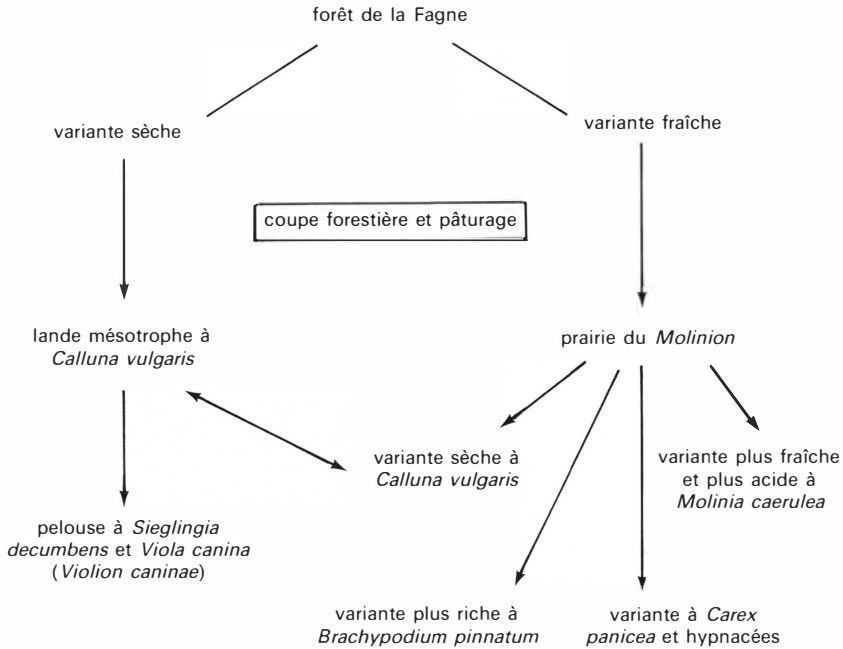 forêt de la Fagne
variante sèche
variante fraîche
coupe forestière et pâturage
lande mésotrophe à
Calluna vulgaris
prairie du Molinion
variante sèche à
Calluna vulgaris
variante plus fraîche
et plus acide à
Molinia caerulea
pelouse à Sieglingia
decumbens et Viola canina
(Violion caninae)
variante plus riche à
Brachypodium pinnatum
variante à Carex
panicea et hypnacées